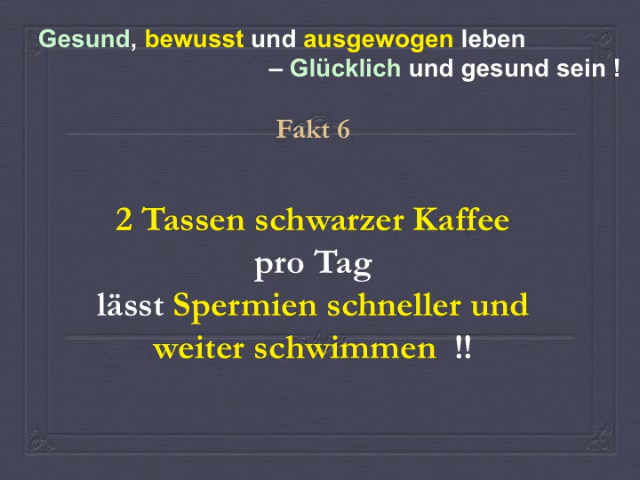 Gesund, bewusst und ausgewogen leben
– Glücklich und gesund sein !
Fakt 6
2 Tassen schwarzer Kaffee
pro Tag
lässt Spermien schneller und
weiter schwimmen !!